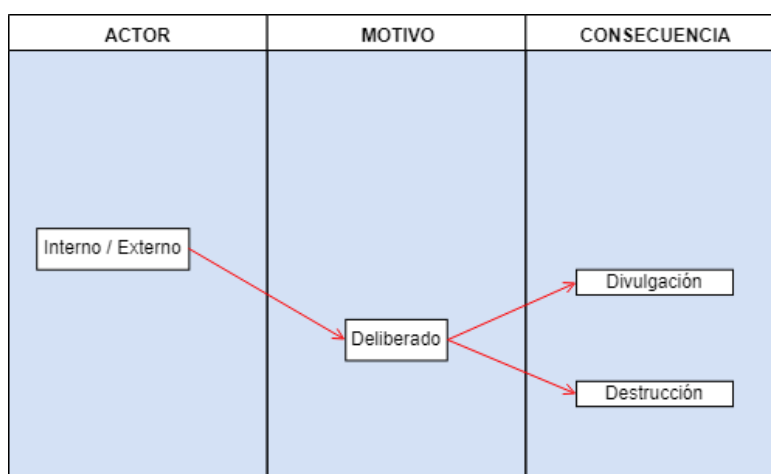 ACTOR
MOTIVO
CONSECUENCIA
Interno / Externo
Divulgación
Deliberado
Destrucción